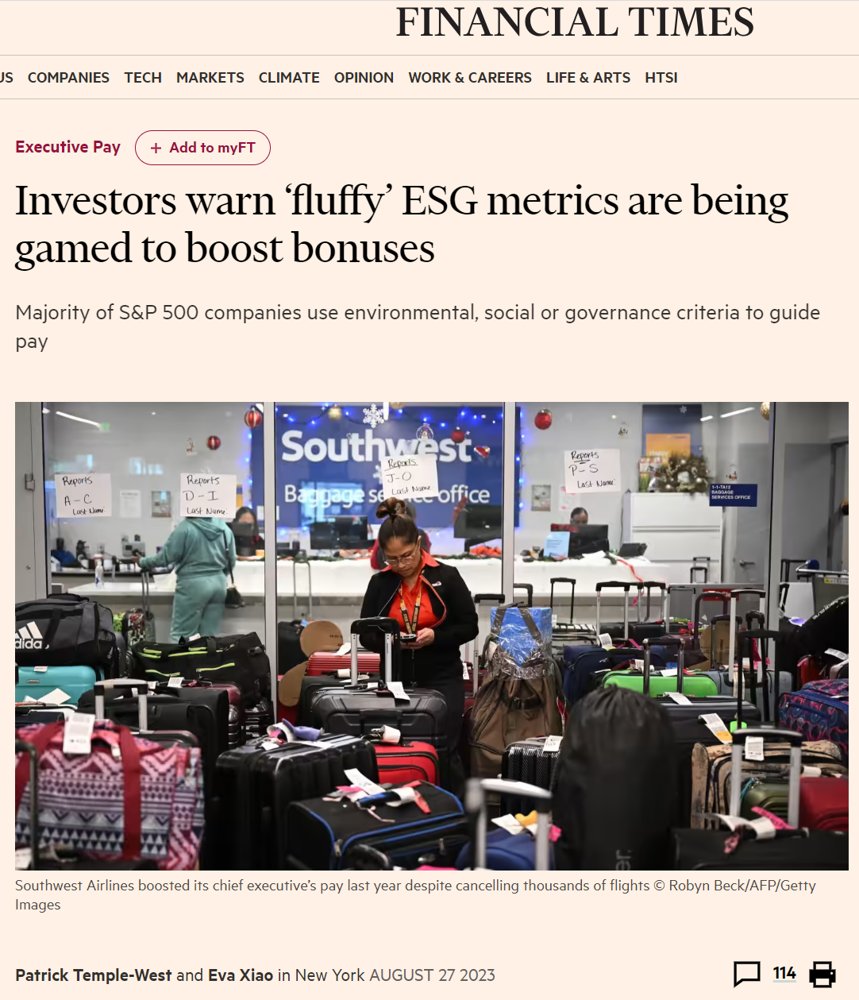 FINANCIAL TIMES
US COMPANIES TECH MARKETS CLIMATE OPINION WORK & CAREERS LIFE & ARTS HTSI
Executive Pay
+ Add to myFT
Investors warn ‘fluffy’ ESG metrics are being
gamed to boost bonuses
Majority of S&P 500 companies use environmental, social or governance criteria to guide
pay
Southwest
Baggage service office
Reports
A-C
Last Name:
Reports
D-I
Last Name:
Reports
J-O
Last Name
Reports
P-S
Last Name:
1-1-TA12
BAGGAGE
SERVICES OFFICE
adidas
Southwest Airlines boosted its chief executive’s pay last year despite cancelling thousands of flights © Robyn Beck/AFP/Getty
Images
Patrick Temple-West and Eva Xiao in New York AUGUST 27 2023
114